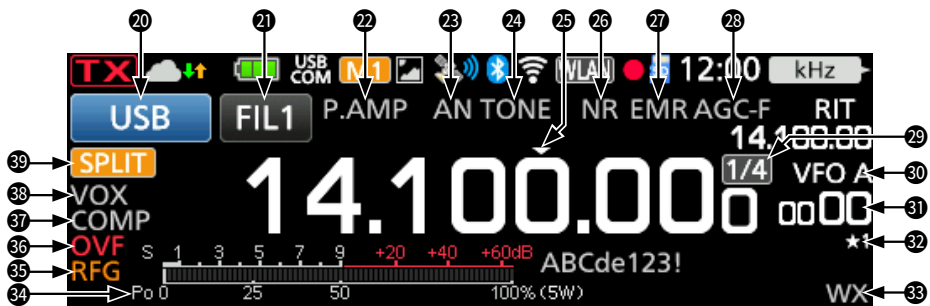 ⓴ ㉑ ㉒ ㉓ ㉔ ㉕ ㉖ ㉗ ㉘
TX USB COM M1 WLAN 12:00 kHz
USB FIL1 P.AMP AN TONE NR EMR AGC-F RIT
14.100.00
㊴ SPLIT 14.100.000 1/4 ㉙
VFO A ㉚
㊳ VOX
00 00 ㉛
㊲ COMP
㊱ OVF S 1 3 5 7 9 +20 +40 +60dB ABCde123! ★1 ㉜
㉟ RFG
㉞ Po 0 25 50 100% (5W) WX ㉝